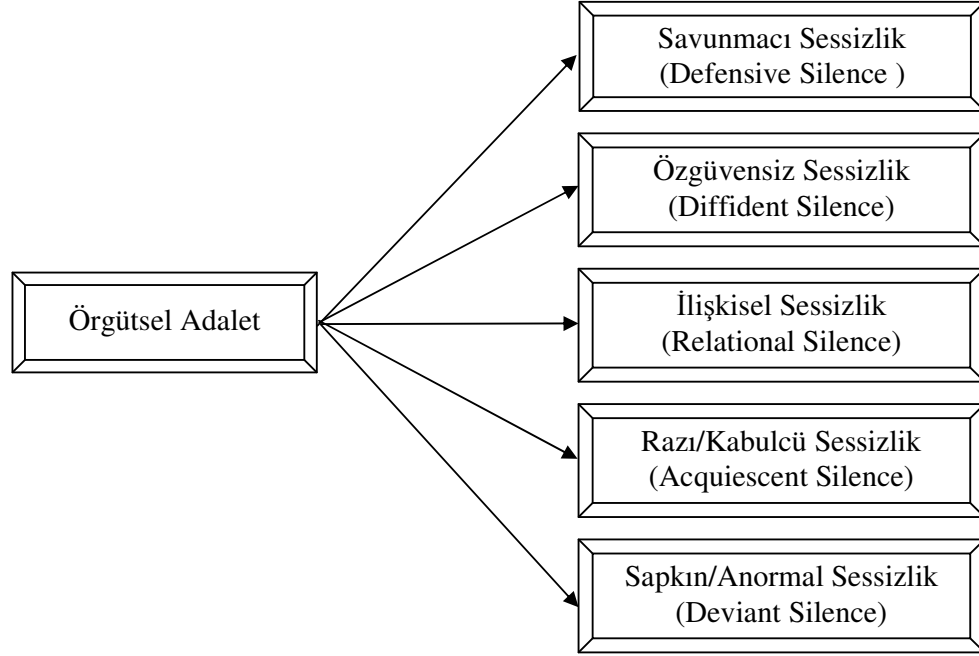 Savunmacı Sessizlik
(Defensive Silence )
Özgüvensiz Sessizlik
(Diffident Silence)
Örgütsel Adalet
İlişkisel Sessizlik
(Relational Silence)
Razı/Kabulcü Sessizlik
(Acquiescent Silence)
Sapkın/Anormal Sessizlik
(Deviant Silence)